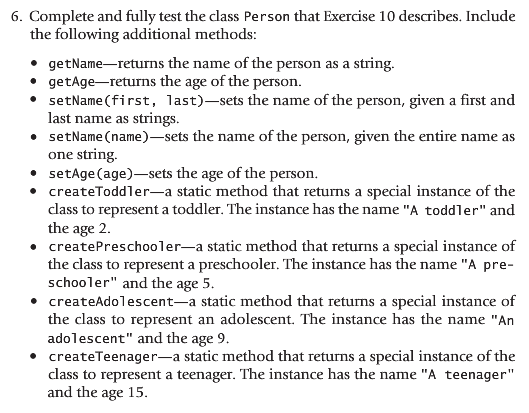 6. Complete and fully test the class Person that Exercise 10 describes. Include
the following additional methods:
• getName—returns the name of the person as a string.
• getAge—returns the age of the person.
• setName(first, last)—sets the name of the person, given a first and
last name as strings.
• setName(name)—sets the name of the person, given the entire name as
one string.
• setAge(age)—sets the age of the person.
• createToddler—a static method that returns a special instance of the
class to represent a toddler. The instance has the name "A toddler" and
the age 2.
• createPreschooler—a static method that returns a special instance of
the class to represent a preschooler. The instance has the name "A pre-
schooler" and the age 5.
• createAdolescent—a static method that returns a special instance of
the class to represent an adolescent. The instance has the name "An
adolescent" and the age 9.
• createTeenager—a static method that returns a special instance of the
class to represent a teenager. The instance has the name "A teenager"
and the age 15.